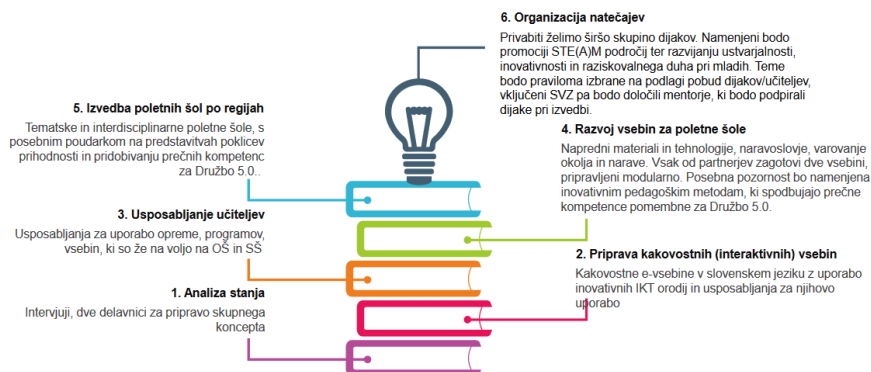 6. Organizacija natečajev
Privabiti želimo širšo skupino dijakov. Namenjeni bodo
promociji STE(A)M področij ter razvijanju ustvarjalnosti,
inovativnosti in raziskovalnega duha pri mladih. Teme
bodo praviloma izbrane na podlagi pobud dijakov/učiteljev,
vključeni SVZ pa bodo določili mentorje, ki bodo podpirali
dijake pri izvedbi.
5. Izvedba poletnih šol po regijah
Tematske in interdisciplinarne poletne šole, s
posebnim poudarkom na predstavitvah poklicev
prihodnosti in pridobivanju prečnih kompetenc
za Družbo 5.0..
4. Razvoj vsebin za poletne šole
Napredni materiali in tehnologije, naravoslovje, varovanje
okolja in narave. Vsak od partnerjev zagotovi dve vsebini,
pripravljeni modularno. Posebna pozornost bo namenjena
inovativnim pedagoškim metodam, ki spodbujajo prečne
kompetence pomembne za Družbo 5.0.
3. Usposabljanje učiteljev
Usposabljanja za uporabo opreme, programov,
vsebin, ki so že na voljo na OŠ in SŠ
2. Priprava kakovostnih (interaktivnih) vsebin
Kakovostne e-vsebine v slovenskem jeziku z uporabo
inovativnih IKT orodij in usposabljanja za njihovo
uporabo
1. Analiza stanja
Intervjuji, dve delavnici za pripravo skupnega
koncepta